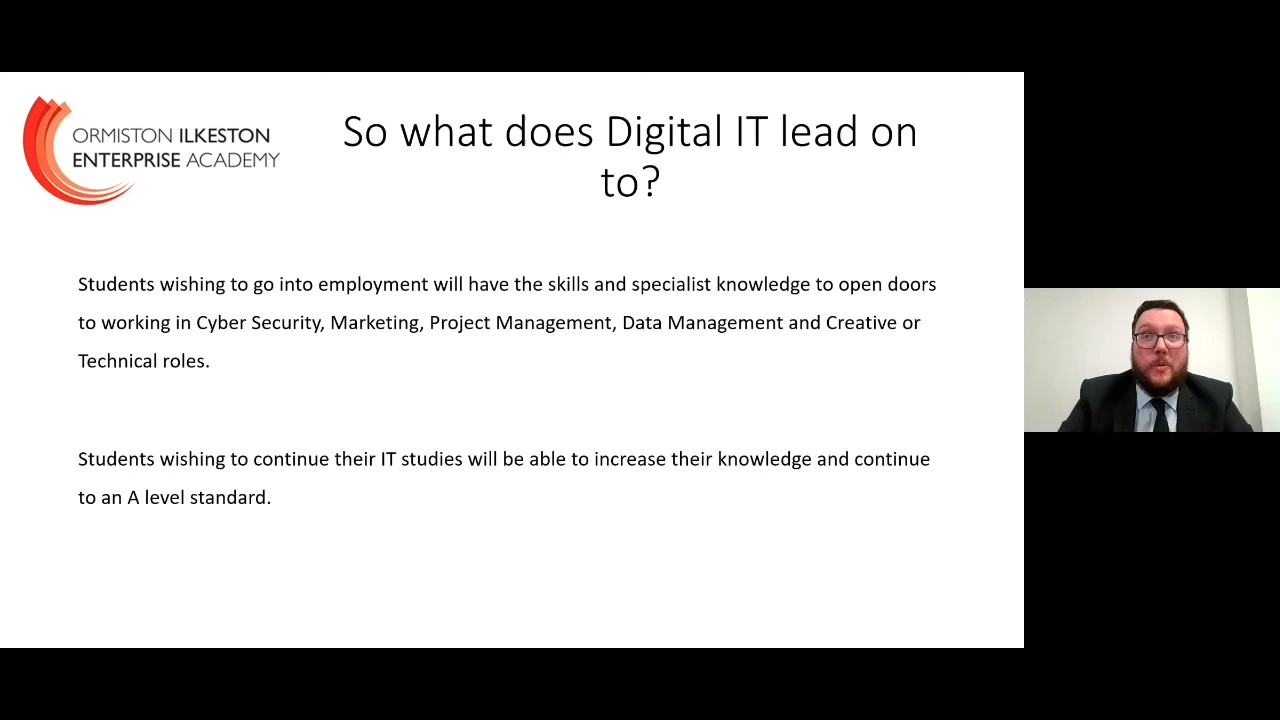 ORMISTON ILKESTON
ENTERPRISE ACADEMY
So what does Digital IT lead on
to?
Students wishing to go into employment will have the skills and specialist knowledge to open doors
to working in Cyber Security, Marketing, Project Management, Data Management and Creative or
Technical roles.
Students wishing to continue their IT studies will be able to increase their knowledge and continue
to an A level standard.